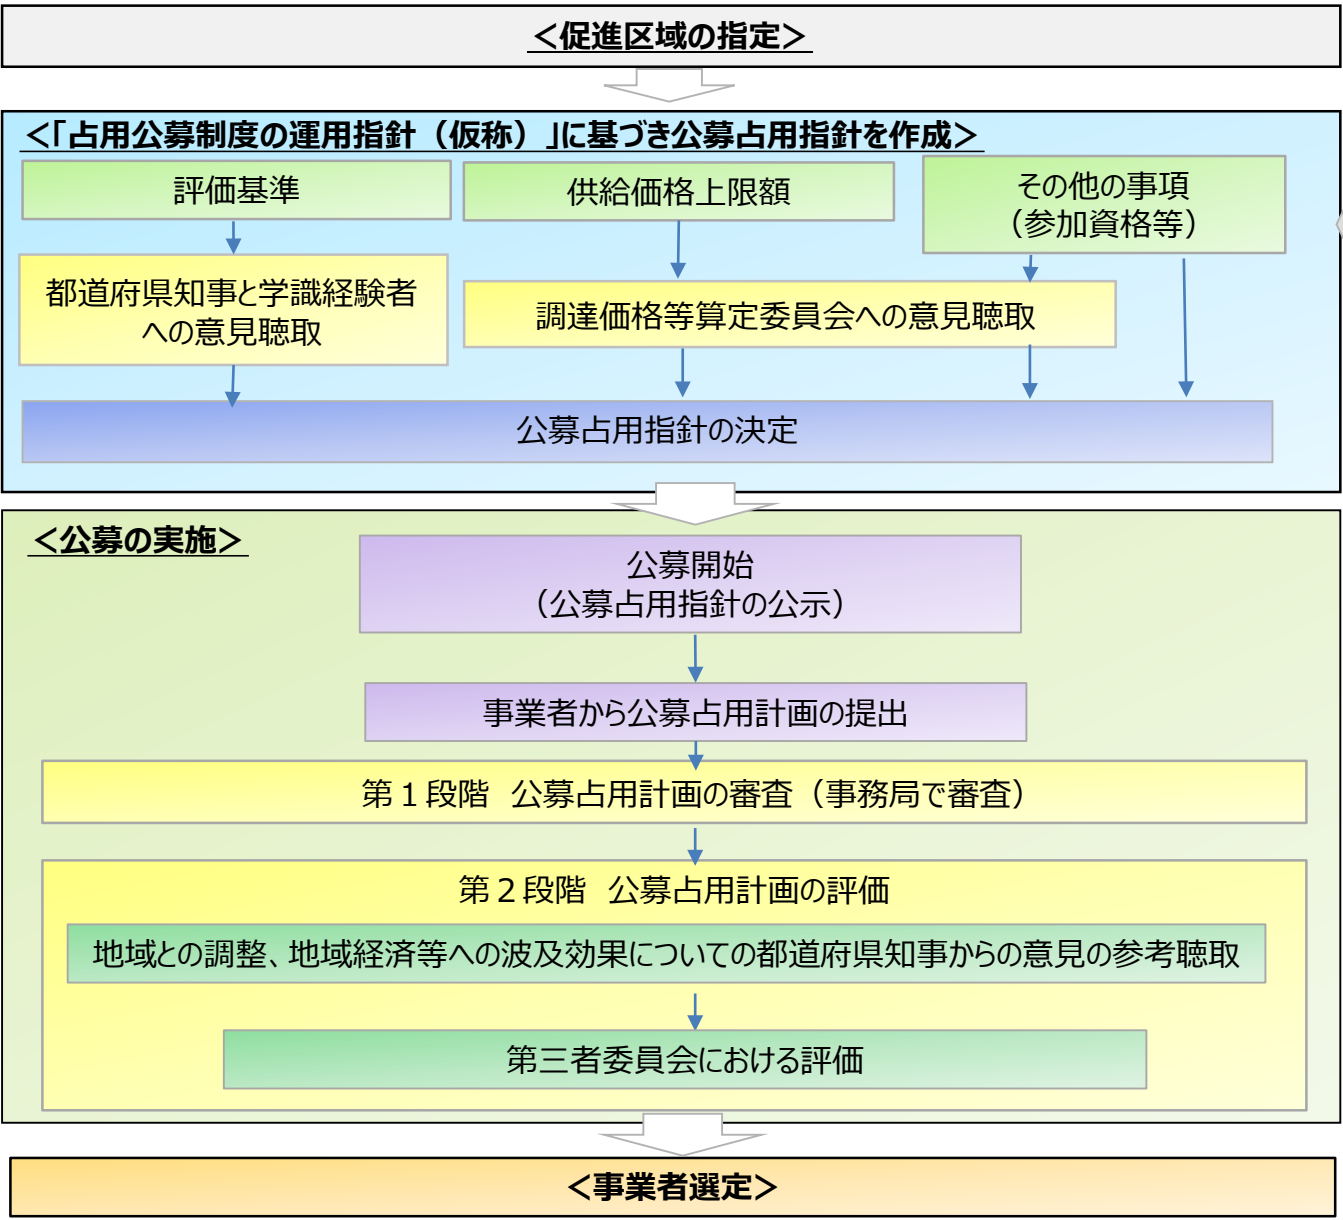 ＜促進区域の指定＞
＜「占用公募制度の運用指針（仮称）」に基づき公募占用指針を作成＞
評価基準
供給価格上限額
その他の事項
（参加資格等）
都道府県知事と学識経験者
への意見聴取
調達価格等算定委員会への意見聴取
公募占用指針の決定
＜公募の実施＞
公募開始
（公募占用指針の公示）
事業者から公募占用計画の提出
第１段階　公募占用計画の審査（事務局で審査）
第２段階　公募占用計画の評価
地域との調整、地域経済等への波及効果についての都道府県知事からの意見の参考聴取
第三者委員会における評価
＜事業者選定＞